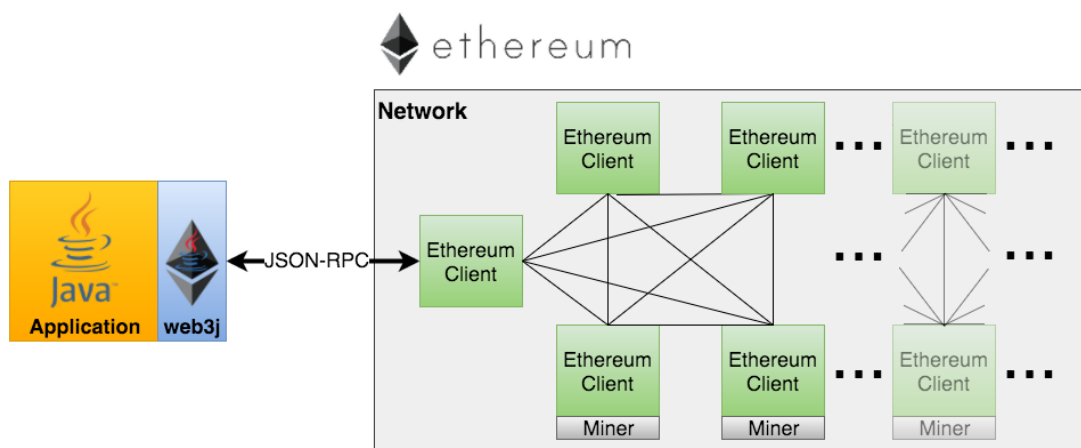 ethereum
Network
Ethereum
Client
Ethereum
Client
Ethereum
Client
Java™
Application
web3j
JSON-RPC
Ethereum
Client
Ethereum
Client
Miner
Ethereum
Client
Miner
Ethereum
Client
Miner